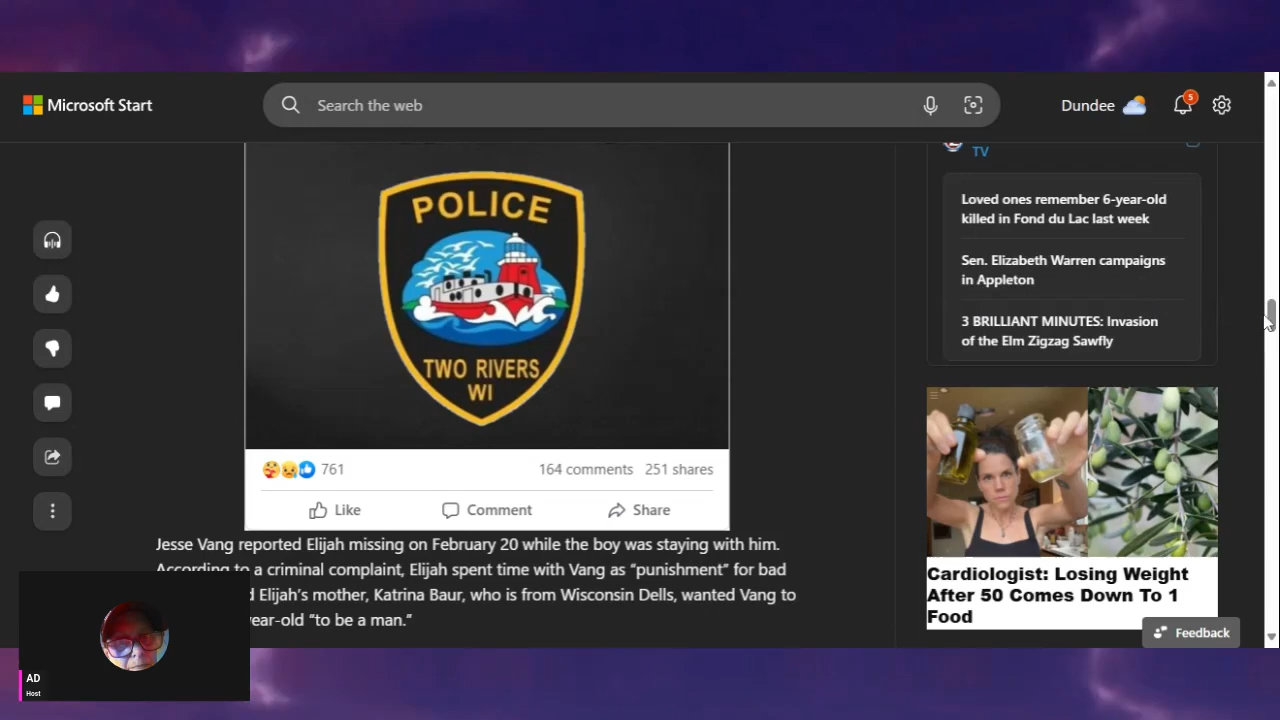 Microsoft Start
Search the web
Dundee
5
TV
POLICE
TWO RIVERS
WI
761
164 comments 251 shares
Like
Comment
Share
Jesse Vang reported Elijah missing on February 20 while the boy was staying with him.
According to a criminal complaint, Elijah spent time with Vang as “punishment” for bad
d Elijah’s mother, Katrina Baur, who is from Wisconsin Dells, wanted Vang to
year-old “to be a man.”
Loved ones remember 6-year-old
killed in Fond du Lac last week
Sen. Elizabeth Warren campaigns
in Appleton
3 BRILLIANT MINUTES: Invasion
of the Elm Zigzag Sawfly
Cardiologist: Losing Weight
After 50 Comes Down To 1
Food
Feedback
AD
Host